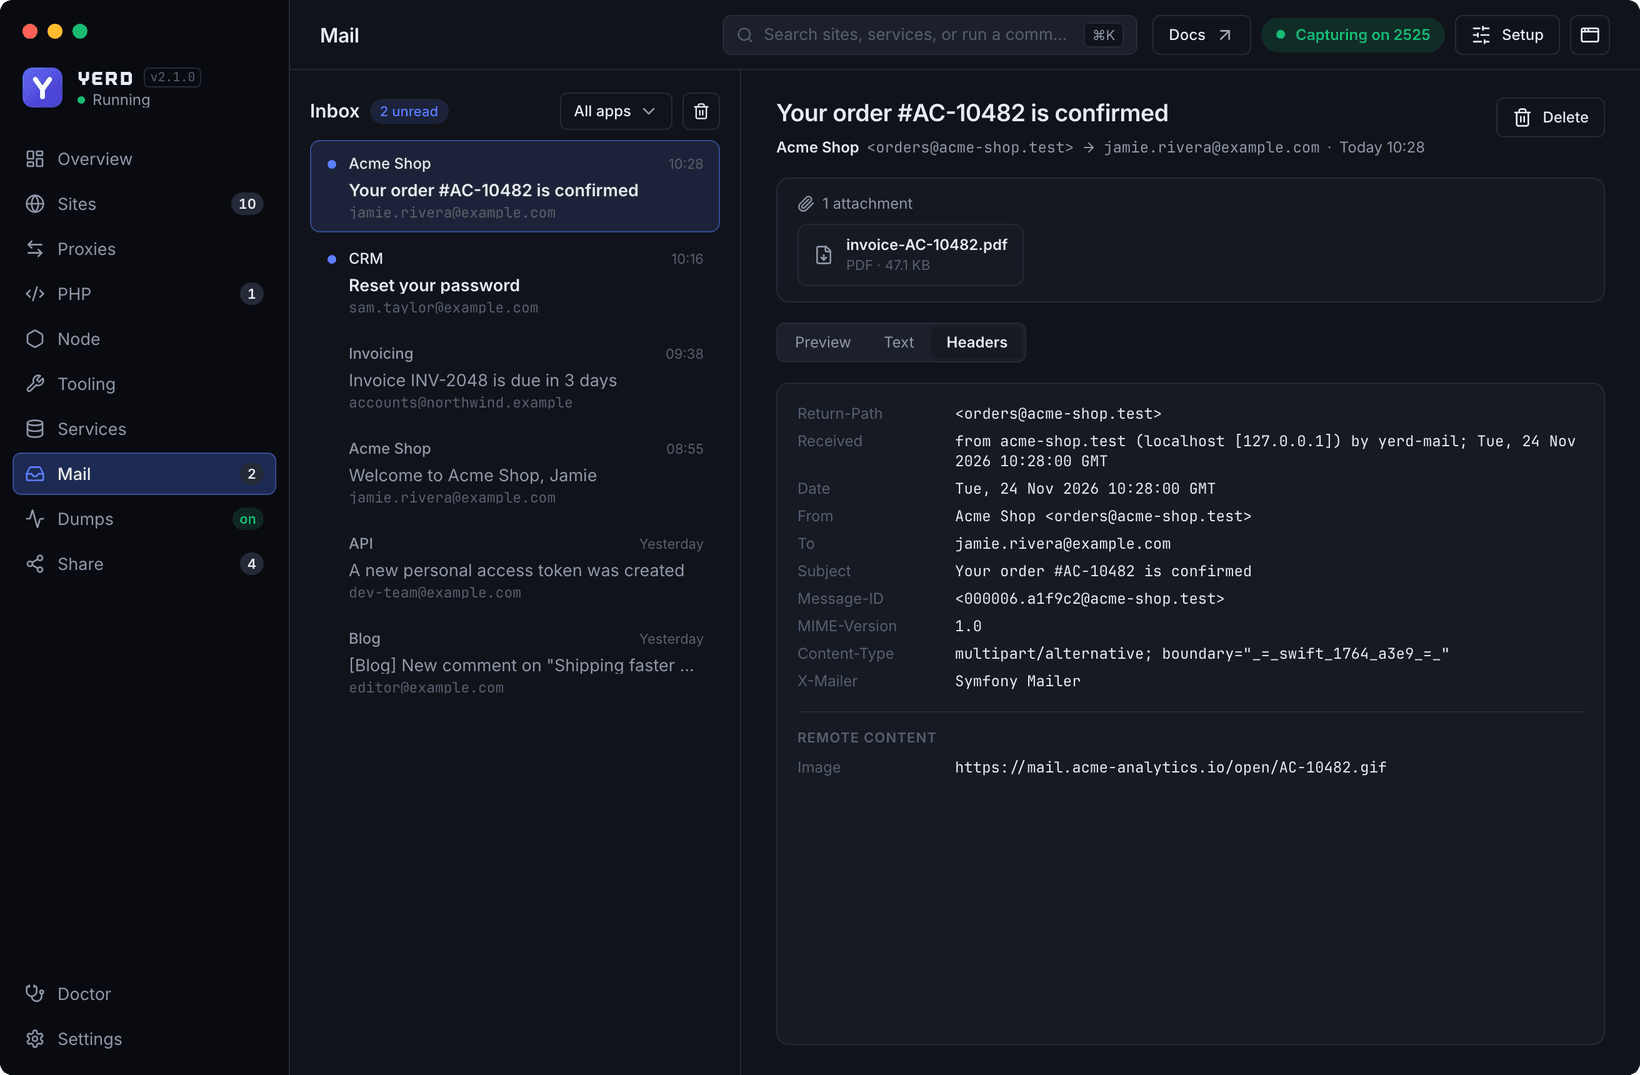 Mail
Search sites, services, or run a comm...
⌘K
Docs
Capturing on 2525
Setup
Y
YERD
v2.1.0
Running
Overview
Sites
10
Proxies
PHP
1
Node
Tooling
Services
Mail
2
Dumps
on
Share
4
Doctor
Settings
Inbox
2 unread
All apps
Acme Shop
10:28
Your order #AC-10482 is confirmed
jamie.rivera@example.com
CRM
10:16
Reset your password
sam.taylor@example.com
Invoicing
09:38
Invoice INV-2048 is due in 3 days
accounts@northwind.example
Acme Shop
08:55
Welcome to Acme Shop, Jamie
jamie.rivera@example.com
API
Yesterday
A new personal access token was created
dev-team@example.com
Blog
Yesterday
[Blog] New comment on "Shipping faster ...
editor@example.com
Your order #AC-10482 is confirmed
Delete
Acme Shop <orders@acme-shop.test> → jamie.rivera@example.com · Today 10:28
1 attachment
invoice-AC-10482.pdf
PDF · 47.1 KB
Preview
Text
Headers
Return-Path <orders@acme-shop.test>
Received from acme-shop.test (localhost [127.0.0.1]) by yerd-mail; Tue, 24 Nov
2026 10:28:00 GMT
Date Tue, 24 Nov 2026 10:28:00 GMT
From Acme Shop <orders@acme-shop.test>
To jamie.rivera@example.com
Subject Your order #AC-10482 is confirmed
Message-ID <000006.a1f9c2@acme-shop.test>
MIME-Version 1.0
Content-Type multipart/alternative; boundary="_=_swift_1764_a3e9_=_"
X-Mailer Symfony Mailer
REMOTE CONTENT
Image https://mail.acme-analytics.io/open/AC-10482.gif